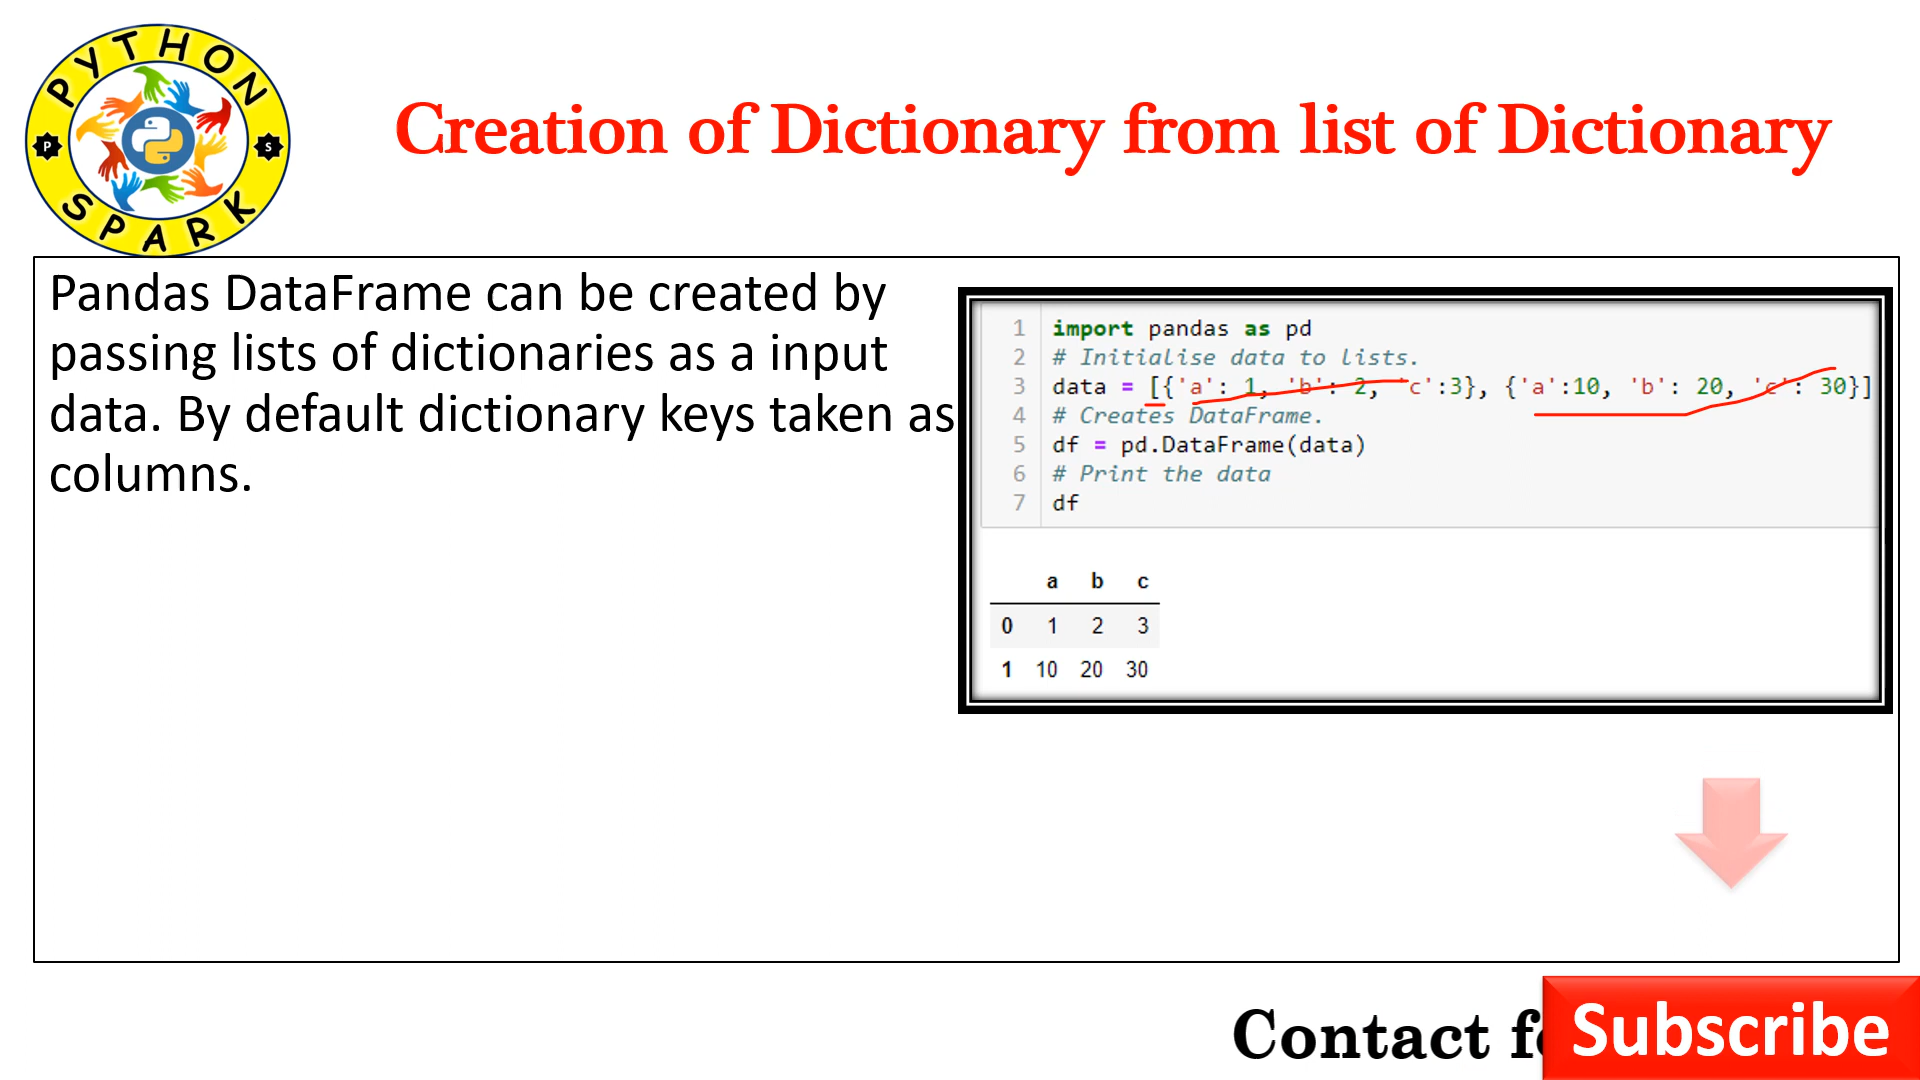 PYTHON
P S
SPARK
Creation of Dictionary from list of Dictionary
Pandas DataFrame can be created by
passing lists of dictionaries as a input
data. By default dictionary keys taken as
columns.
1 import pandas as pd
2 # Initialise data to lists.
3 data = [{'a': 1, 'b': 2, 'c':3}, {'a':10, 'b': 20, 'c': 30}]
4 # Creates DataFrame.
5 df = pd.DataFrame(data)
6 # Print the data
7 df
a b c
0 1 2 3
1 10 20 30
Contact
Subscribe